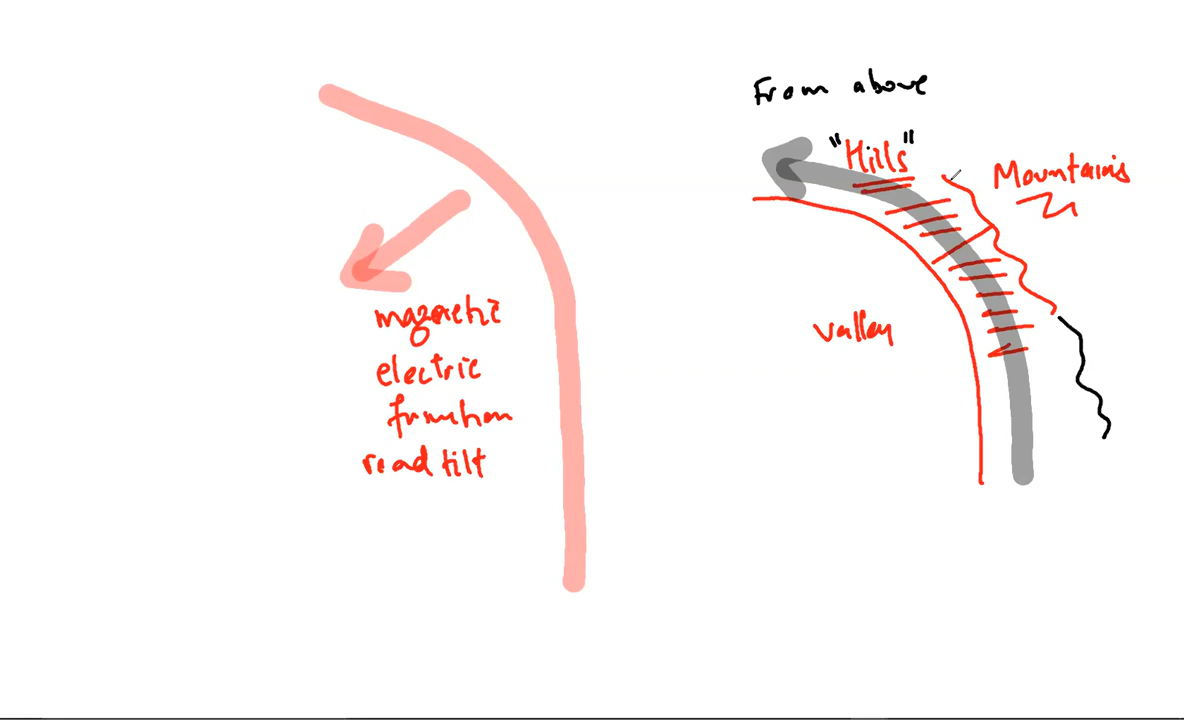 From above
"Hills"
Mountains
valley
magnetic
electric
friction
road tilt